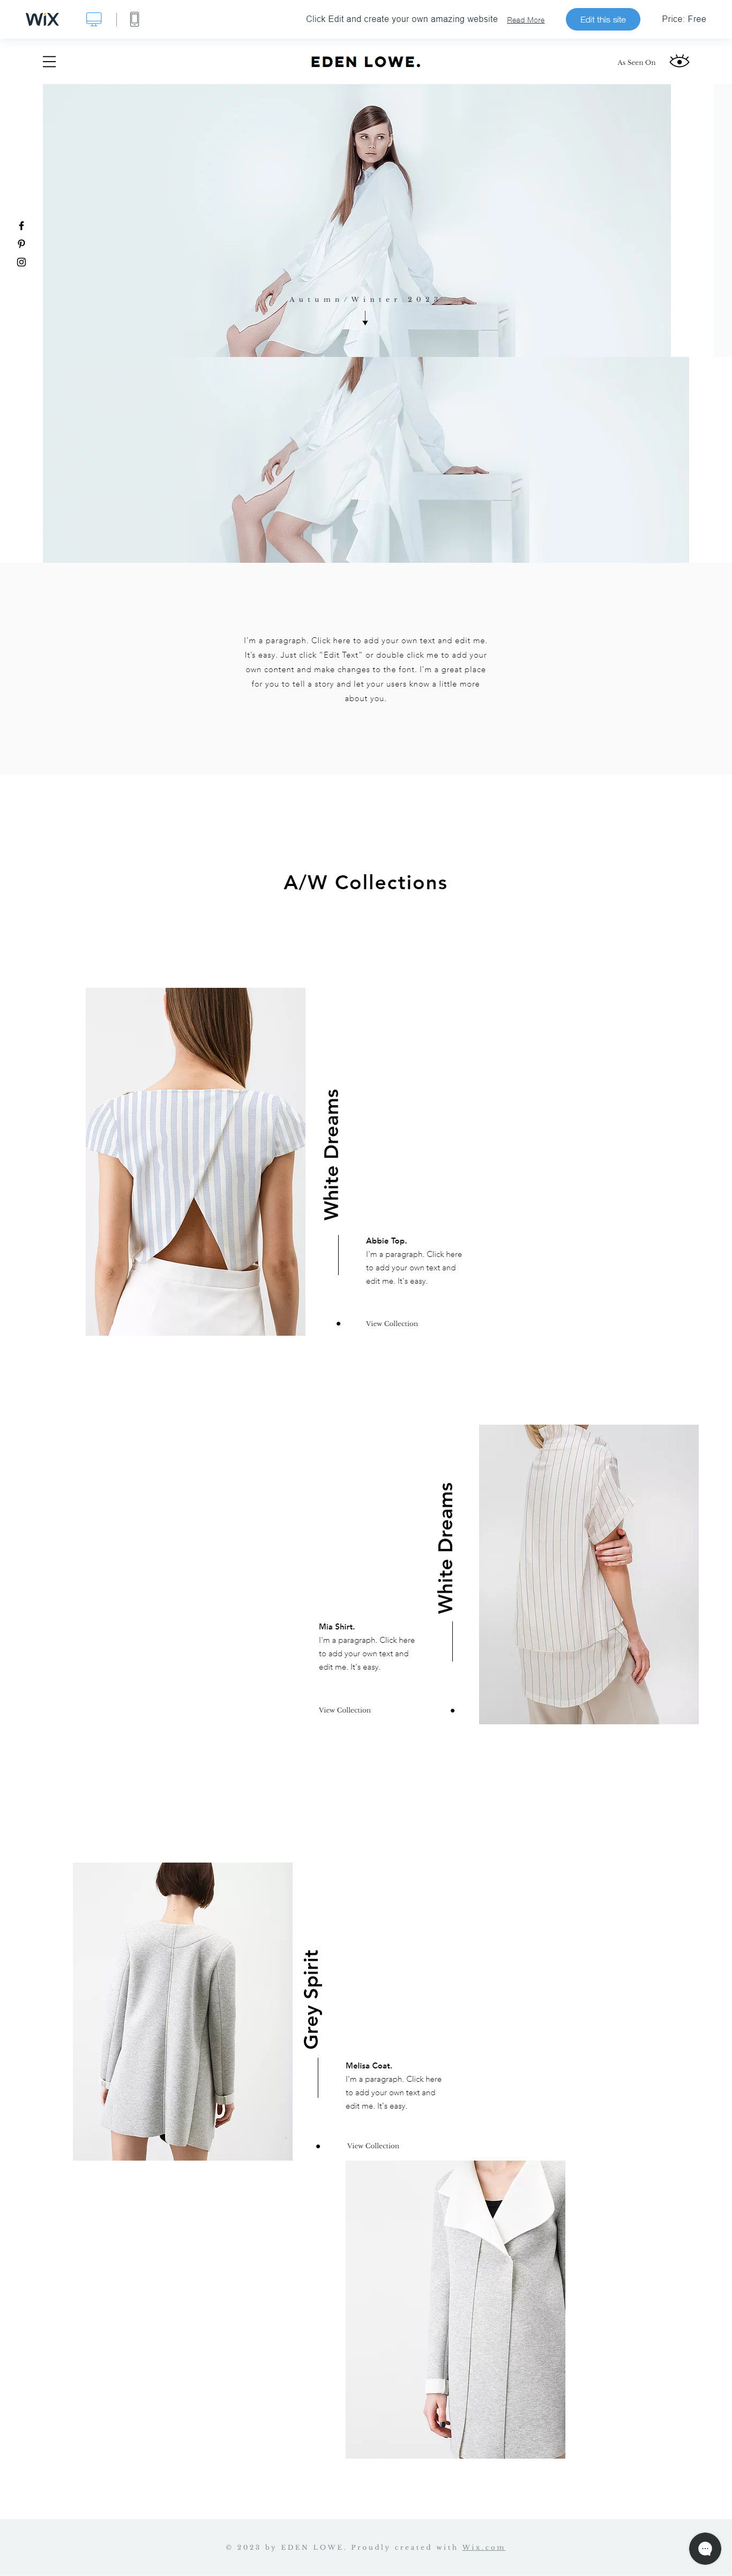 WiX
Click Edit and create your own amazing website Read More
Edit this site
Price: Free
EDEN LOWE.
As Seen On
Autumn/Winter 2023
I'm a paragraph. Click here to add your own text and edit me.
It's easy. Just click "Edit Text" or double click me to add your
own content and make changes to the font. I'm a great place
for you to tell a story and let your users know a little more
about you.
A/W Collections
White Dreams
Abbie Top.
I'm a paragraph. Click here
to add your own text and
edit me. It's easy.
View Collection
White Dreams
Mia Shirt.
I'm a paragraph. Click here
to add your own text and
edit me. It's easy.
View Collection
Grey Spirit
Melisa Coat.
I'm a paragraph. Click here
to add your own text and
edit me. It's easy.
View Collection
© 2023 by EDEN LOWE. Proudly created with Wix.com